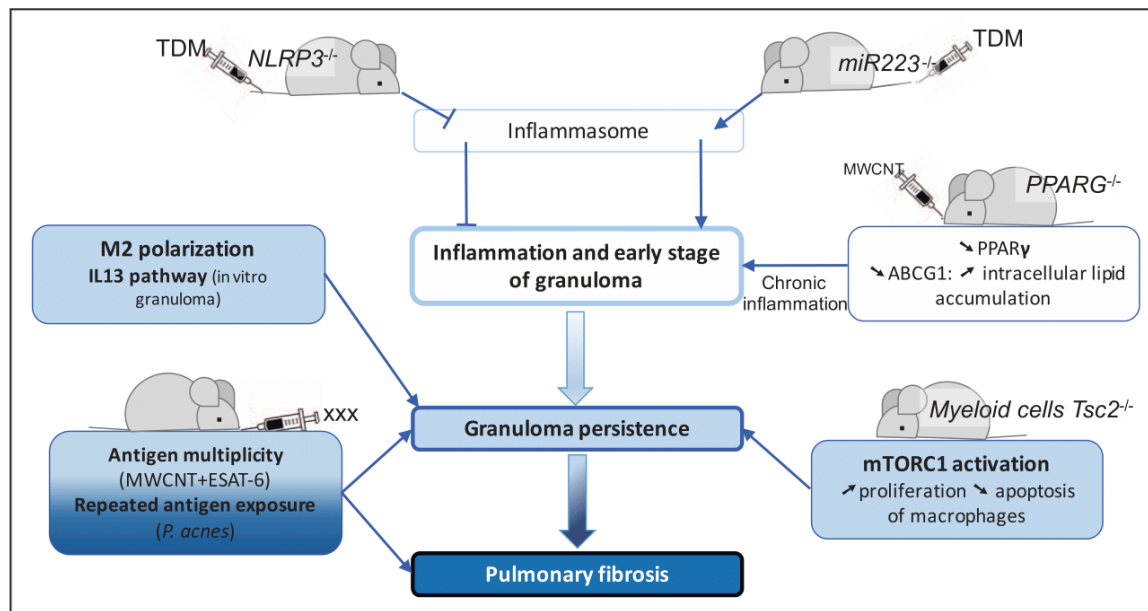 TDM
NLRP3-/-
miR223-/-
TDM
Inflammasome
MWCNT
PPARG-/-
M2 polarization
IL13 pathway (in vitro
granuloma)
Inflammation and early stage
of granuloma
Chronic
inflammation
↘ PPARγ
↘ ABCG1: ↗ intracellular lipid
accumulation
xxx
Antigen multiplicity
(MWCNT+ESAT-6)
Repeated antigen exposure
(P. acnes)
Granuloma persistence
Myeloid cells Tsc2-/-
mTORC1 activation
↗ proliferation ↘ apoptosis
of macrophages
Pulmonary fibrosis